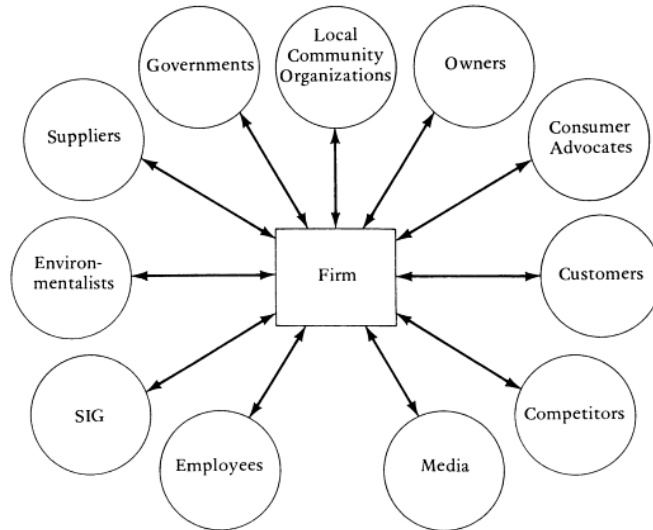 Governments
Local
Community
Organizations
Owners
Suppliers
Consumer
Advocates
Environ-
mentalists
Firm
Customers
SIG
Competitors
Employees
Media